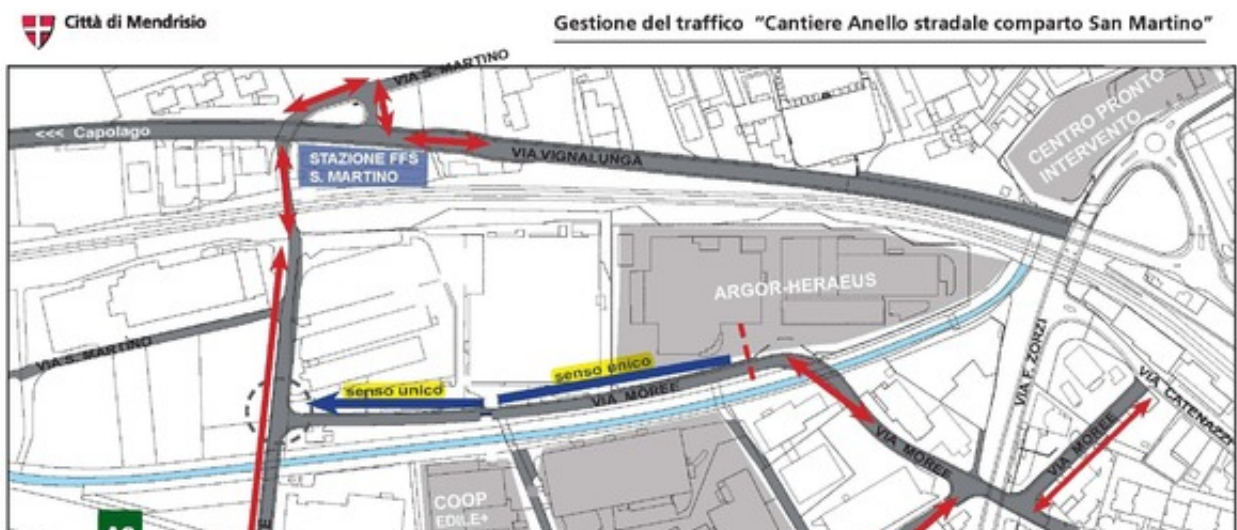 Città di Mendrisio
Gestione del traffico "Cantiere Anello stradale comparto San Martino"
VIA S. MARTINO
<<< Capolago
STAZIONE FFS
S. MARTINO
VIA VIGNALUNGA
CENTRO PRONTO
INTERVENTO
ARGOR-HERAEUS
VIA S. MARTINO
senso unico
senso unico
VIA MOREE
VIA F. ZORZI
VIA CATENAZZI
VIA MOREE
VIA MOREE
COOP
EDILE+